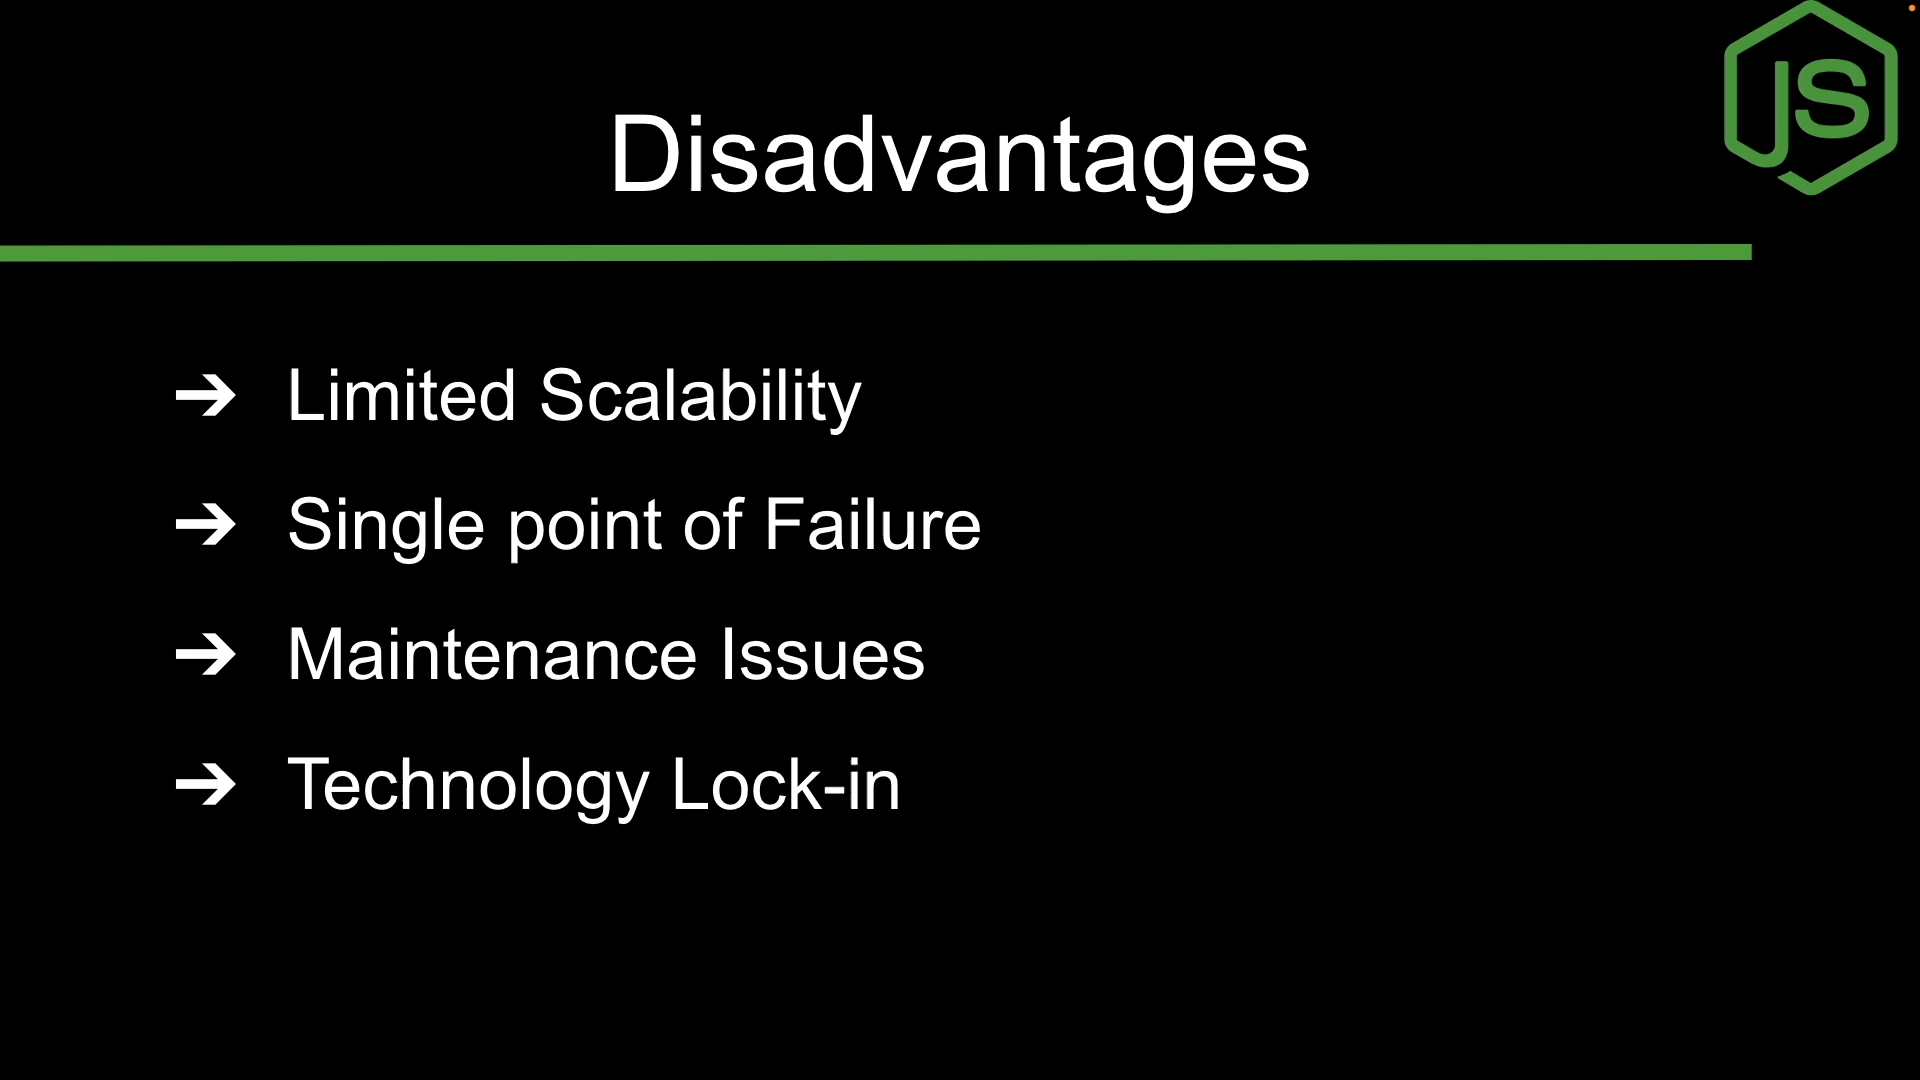 JS
Disadvantages
➔ Limited Scalability
➔ Single point of Failure
➔ Maintenance Issues
➔ Technology Lock-in